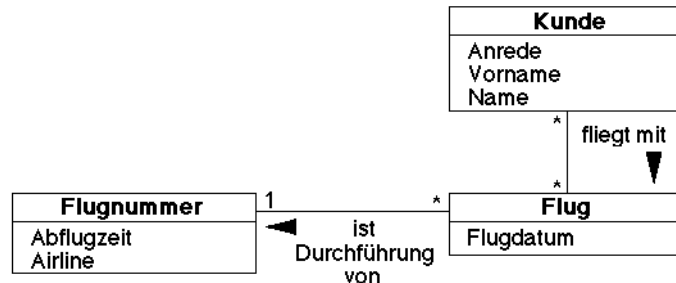 Kunde
Anrede
Vorname
Name
*
fliegt mit
*
Flugnummer
Abflugzeit
Airline
1
*
ist
Durchführung
von
Flug
Flugdatum